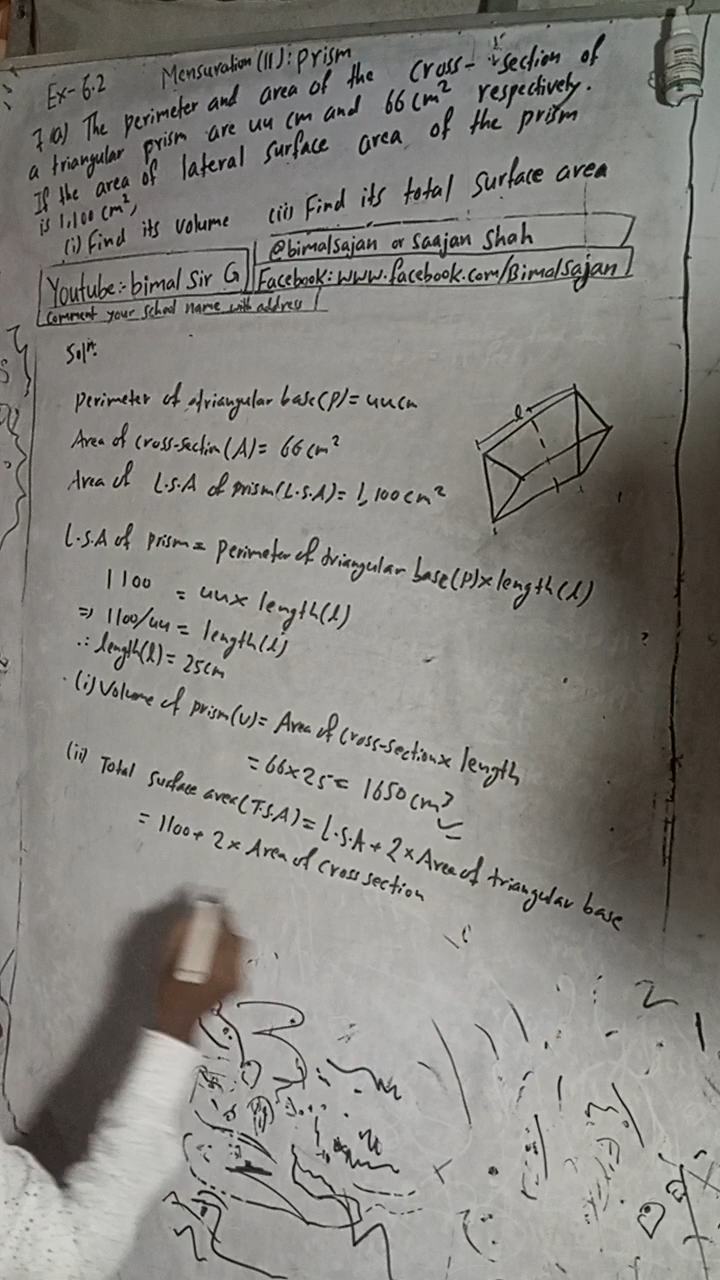 Ex-6.2 Mensuration (II): prism
7.(a) The perimeter and area of the cross-section of
a triangular prism are 44 cm and 66 cm² respectively.
If the area of lateral surface area of the prism
is 1,100 cm²,
(i) Find its volume (ii) Find its total surface area
@bimalsajan or Saajan Shah
Youtube:- bimal Sir G
Facebook: www.facebook.com/Bimalsajan
Comment your School name with address
Solⁿ:
Perimeter of triangular base(P) = 44cm
Area of cross-section(A) = 66cm²
Area of L.S.A of prism(L.S.A) = 1,100cm²
l
L.S.A of prism = perimeter of triangular base(P)×length(l)
1100 = 44× length(l)
⇒ 1100/44 = length(l)
∴ length(l) = 25cm
(i) Volume of prism(V) = Area of cross-section× length
= 66×25 = 1650 cm³
(ii) Total surface area(T.S.A) = L.S.A + 2×Area of triangular base
= 1100+ 2× Area of cross section